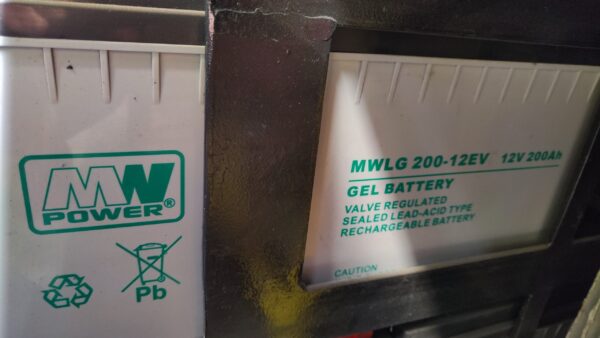 MW
POWER®
Pb
MWLG 200-12EV 12V 200Ah
GEL BATTERY
VALVE REGULATED
SEALED LEAD-ACID TYPE
RECHARGEABLE BATTERY
CAUTION